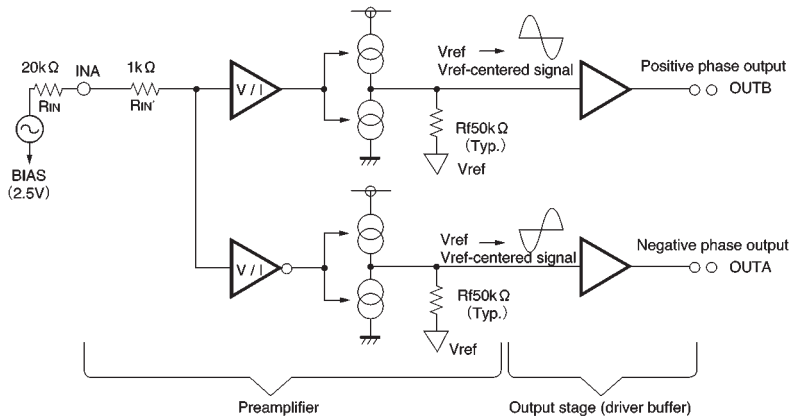 20kΩ
INA
1kΩ
RIN
RIN'
BIAS
(2.5V)
V / I
Vref
Vref-centered signal
Rf50kΩ
(Typ.)
Vref
Positive phase output
OUTB
V / I
Vref
Vref-centered signal
Rf50kΩ
(Typ.)
Vref
Negative phase output
OUTA
Preamplifier
Output stage (driver buffer)